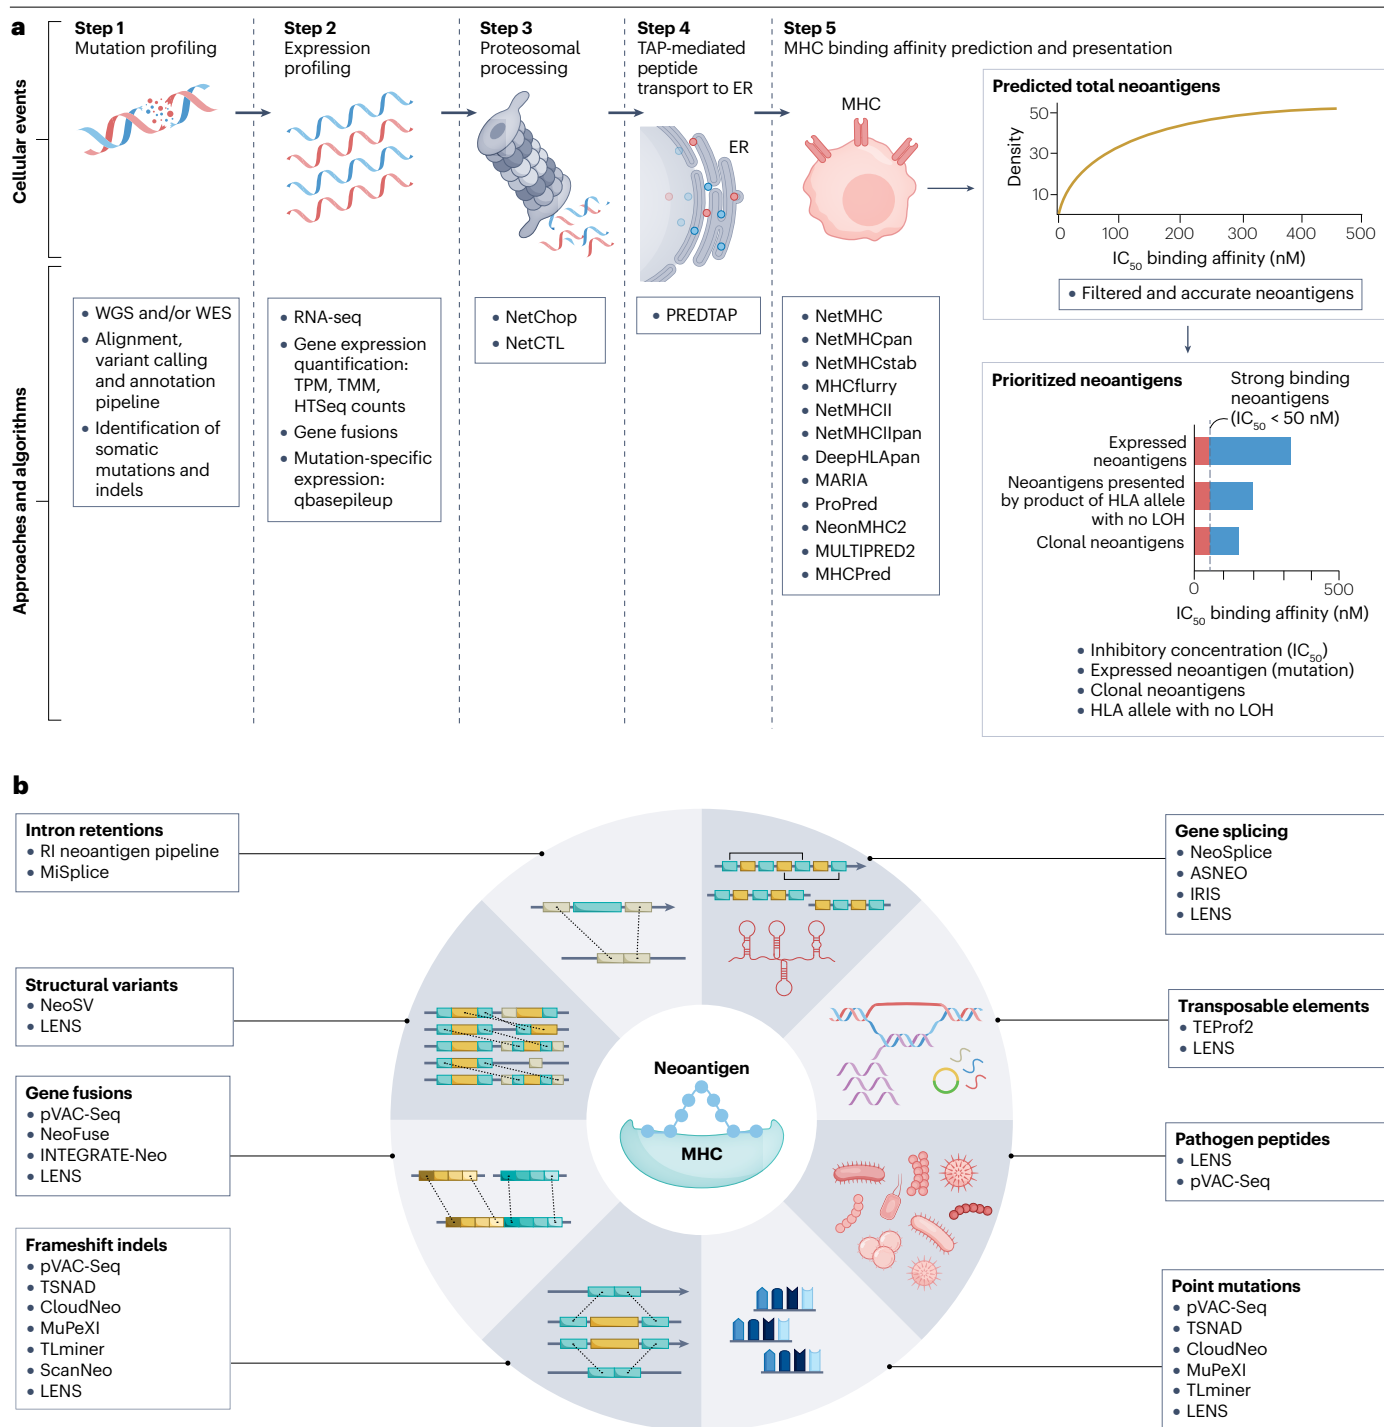 a
Step 1
Mutation profiling
Step 2
Expression
profiling
Step 3
Proteosomal
processing
Step 4
TAP-mediated
peptide
transport to ER
Step 5
MHC binding affinity prediction and presentation
Cellular events
ER
MHC
Predicted total neoantigens
Density
50
30
10
0
100
200
300
400
500
IC50 binding affinity (nM)
• Filtered and accurate neoantigens
Approaches and algorithms
• WGS and/or WES
• Alignment,
variant calling
and annotation
pipeline
• Identification of
somatic
mutations and
indels
• RNA-seq
• Gene expression
quantification:
TPM, TMM,
HTSeq counts
• Gene fusions
• Mutation-specific
expression:
qbasepileup
• NetChop
• NetCTL
• PREDTAP
• NetMHC
• NetMHCpan
• NetMHCstab
• MHCflurry
• NetMHCII
• NetMHCIIpan
• DeepHLApan
• MARIA
• ProPred
• NeonMHC2
• MULTIPRED2
• MHCPred
Prioritized neoantigens
Strong binding
neoantigens
(IC50 < 50 nM)
Expressed
neoantigens
Neoantigens presented
by product of HLA allele
with no LOH
Clonal neoantigens
0
500
IC50 binding affinity (nM)
• Inhibitory concentration (IC50)
• Expressed neoantigen (mutation)
• Clonal neoantigens
• HLA allele with no LOH
b
Intron retentions
• RI neoantigen pipeline
• MiSplice
Structural variants
• NeoSV
• LENS
Gene fusions
• pVAC-Seq
• NeoFuse
• INTEGRATE-Neo
• LENS
Frameshift indels
• pVAC-Seq
• TSNAD
• CloudNeo
• MuPeXI
• TLminer
• ScanNeo
• LENS
Neoantigen
MHC
Gene splicing
• NeoSplice
• ASNEO
• IRIS
• LENS
Transposable elements
• TEProf2
• LENS
Pathogen peptides
• LENS
• pVAC-Seq
Point mutations
• pVAC-Seq
• TSNAD
• CloudNeo
• MuPeXI
• TLminer
• LENS